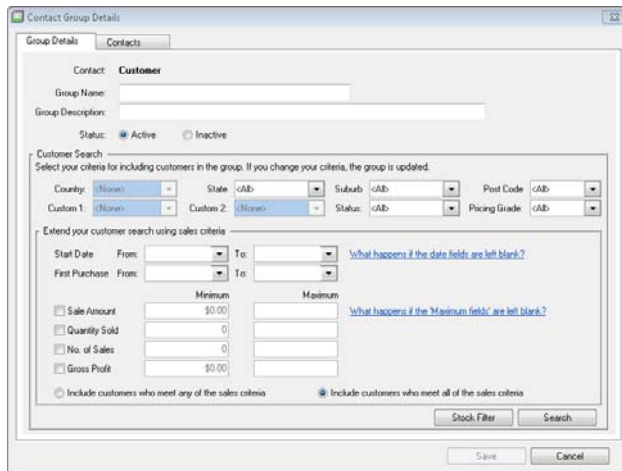 Contact Group Details
Group Details Contacts
Contact: Customer
Group Name:
Group Description:
Status: Active Inactive
Customer Search
Select your criteria for including customers in the group. If you change your criteria, the group is updated.
Country: <None> State <All> Suburb <All> Post Code <All>
Custom 1: <None> Custom 2: <None> Status: <All> Pricing Grade: <All>
Extend your customer search using sales criteria
Start Date From: To: What happens if the date fields are left blank?
First Purchase From: To:
Minimum Maximum
Sale Amount $0.00 What happens if the 'Maximum fields' are left blank?
Quantity Sold 0
No. of Sales 0
Gross Profit $0.00
Include customers who meet any of the sales criteria Include customers who meet all of the sales criteria
Stock Filter Search
Save Cancel